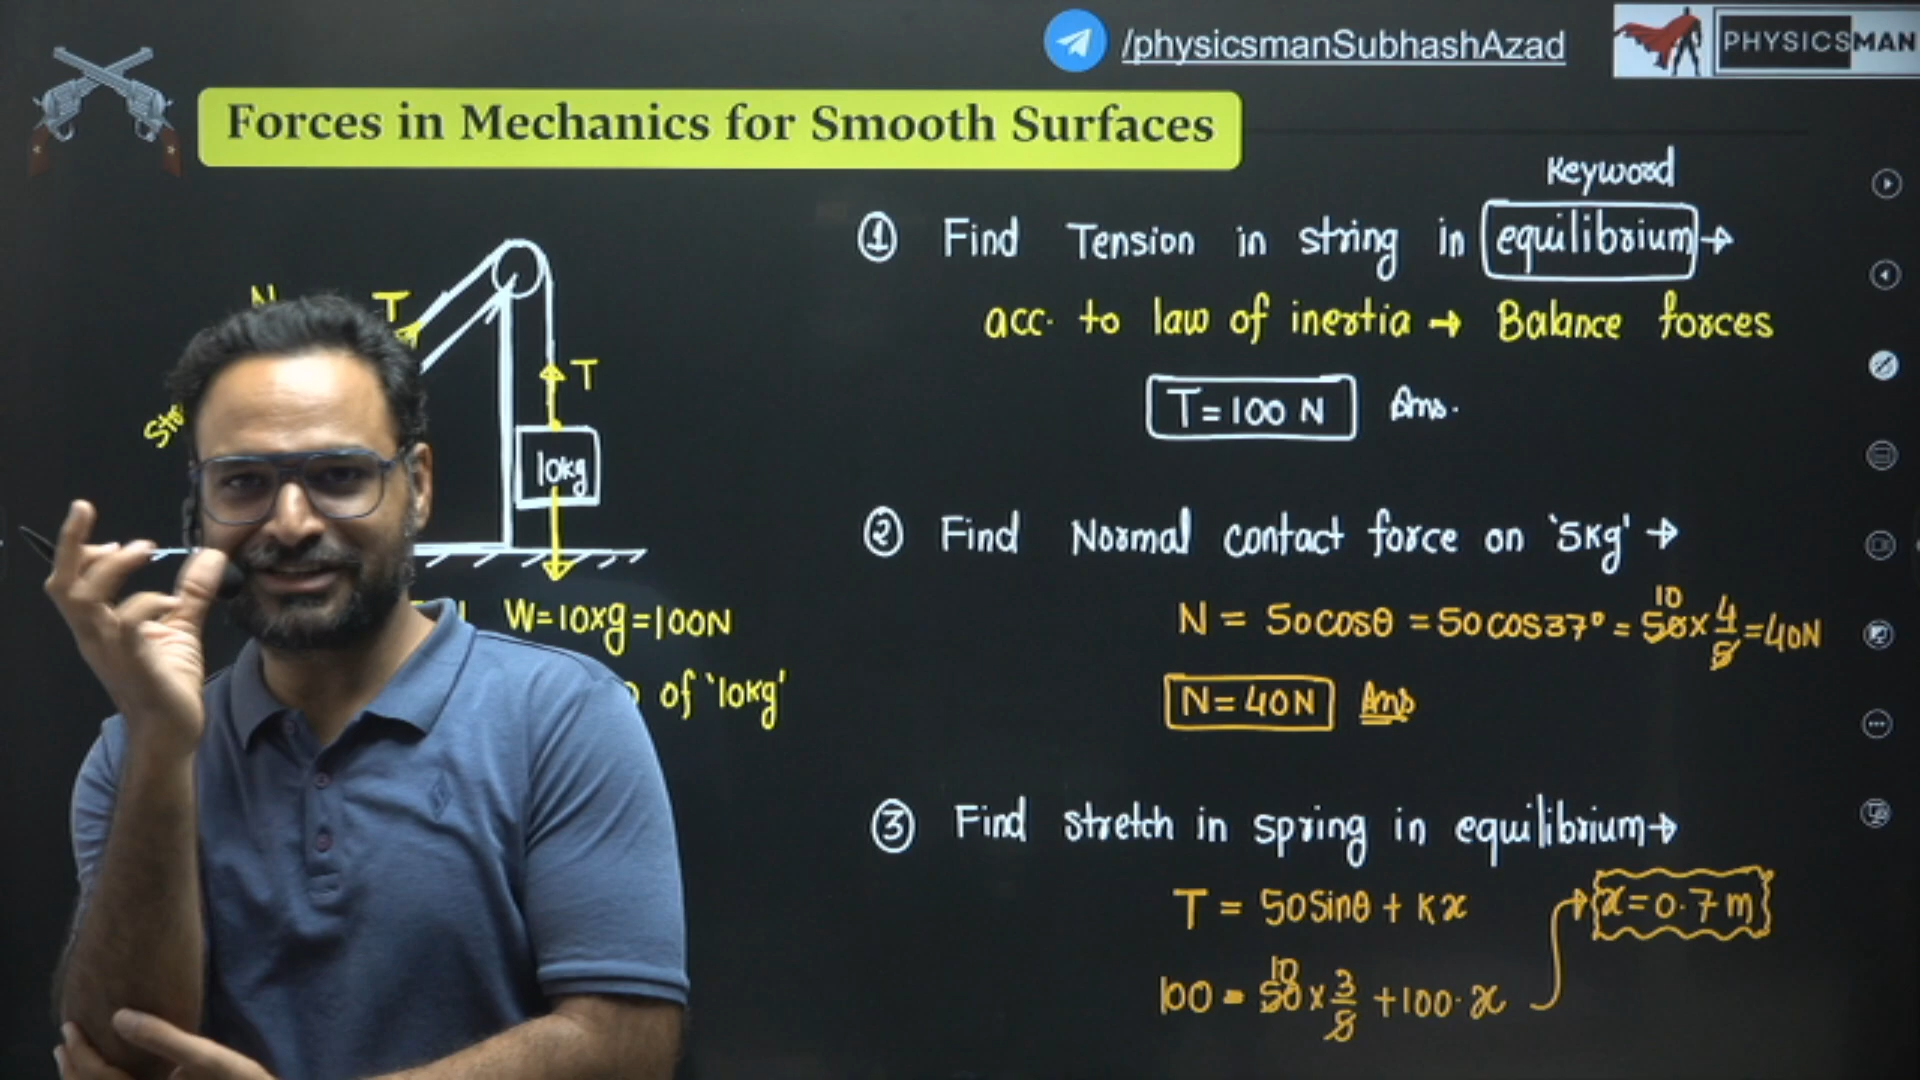 /physicsmanSubhashAzad
PHYSICSMAN
Forces in Mechanics for Smooth Surfaces
Keyword
① Find Tension in string in equilibrium →
acc. to law of inertia → Balance forces
T = 100 N Ans.
T
T
10kg
W=10xg=100N
of '10kg'
② Find Normal contact force on '5kg' →
N = 50cosθ = 50cos37° = 50 10 x 4/5 = 40N
N = 40N Ans
③ Find stretch in spring in equilibrium →
T = 50sinθ + Kx
x = 0.7 m
100 = 50 10 x 3/5 + 100·x